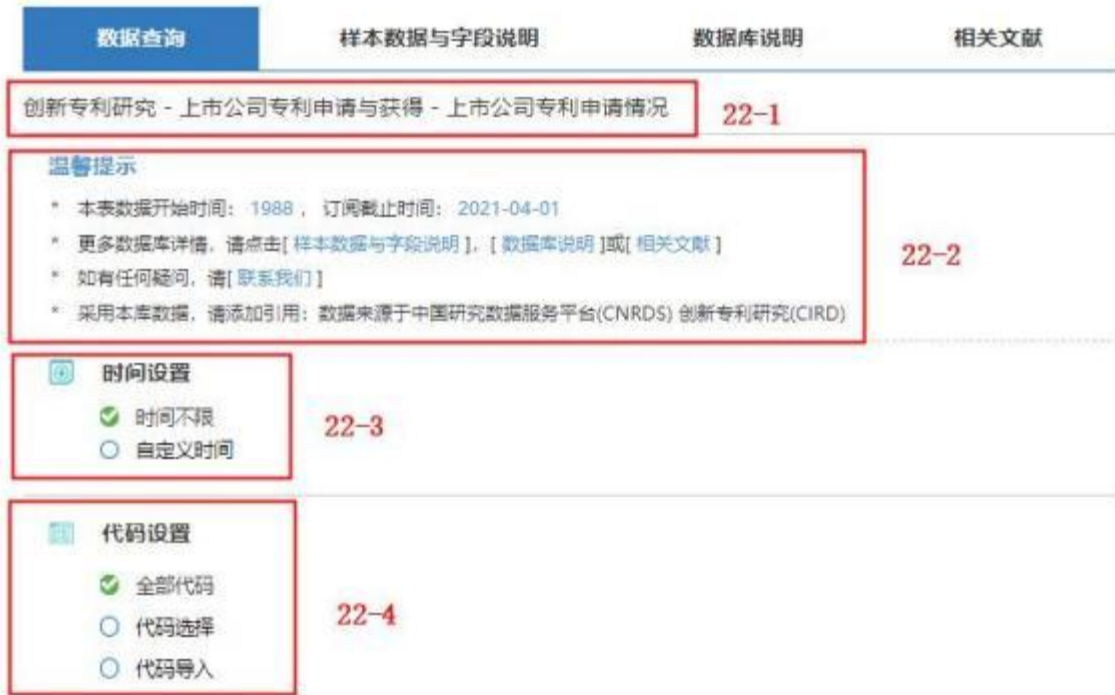 数据查询 样本数据与字段说明 数据库说明 相关文献
创新专利研究 - 上市公司专利申请与获得 - 上市公司专利申请情况 22-1
温馨提示
* 本表数据开始时间： 1988 ， 订阅截止时间： 2021-04-01
* 更多数据库详情，请点击[ 样本数据与字段说明 ]，[ 数据库说明 ]或[ 相关文献 ]
22-2
* 如有任何疑问，请[ 联系我们 ]
* 采用本库数据，请添加引用：数据来源于中国研究数据服务平台(CNRDS) 创新专利研究(CIRD)
时间设置
时间不限
22-3
自定义时间
代码设置
全部代码
代码选择
22-4
代码导入